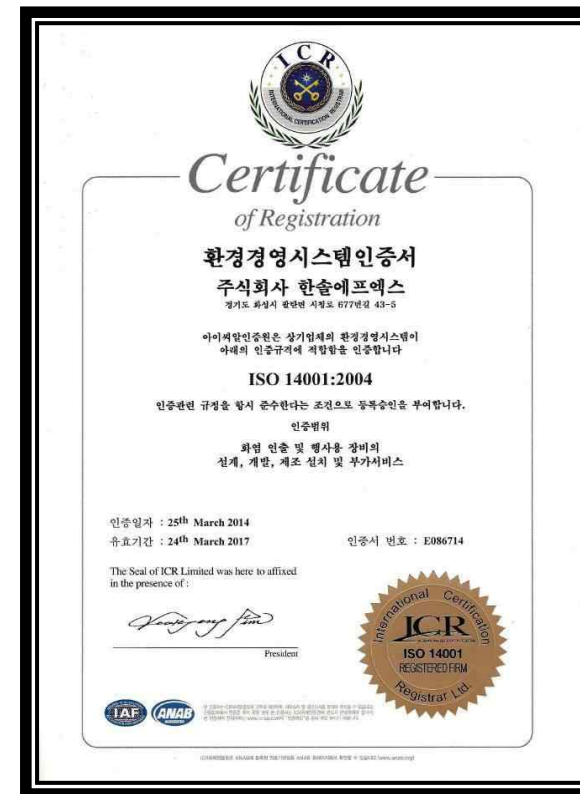 ICR
INTERNATIONAL CERTIFICATION REGISTRAR
Certificate
of Registration
환경경영시스템인증서
주식회사 한솔에프엑스
경기도 화성시 팔탄면 시청로 677번길 43-5
아이씨알인증원은 상기업체의 환경경영시스템이
아래의 인증규격에 적합함을 인증합니다
ISO 14001:2004
인증관련 규정을 항시 준수한다는 조건으로 등록승인을 부여합니다.
인증범위
화염 연출 및 행사용 장비의
설계, 개발, 제조 설치 및 부가서비스
인증일자 : 25th March 2014
유효기간 : 24th March 2017
인증서 번호 : E086714
The Seal of ICR Limited was here to affixed
in the presence of :
President
International Certification
ICR
ISO 14001
REGISTERED FIRM
Registrar Ltd.
IAF
ANAB